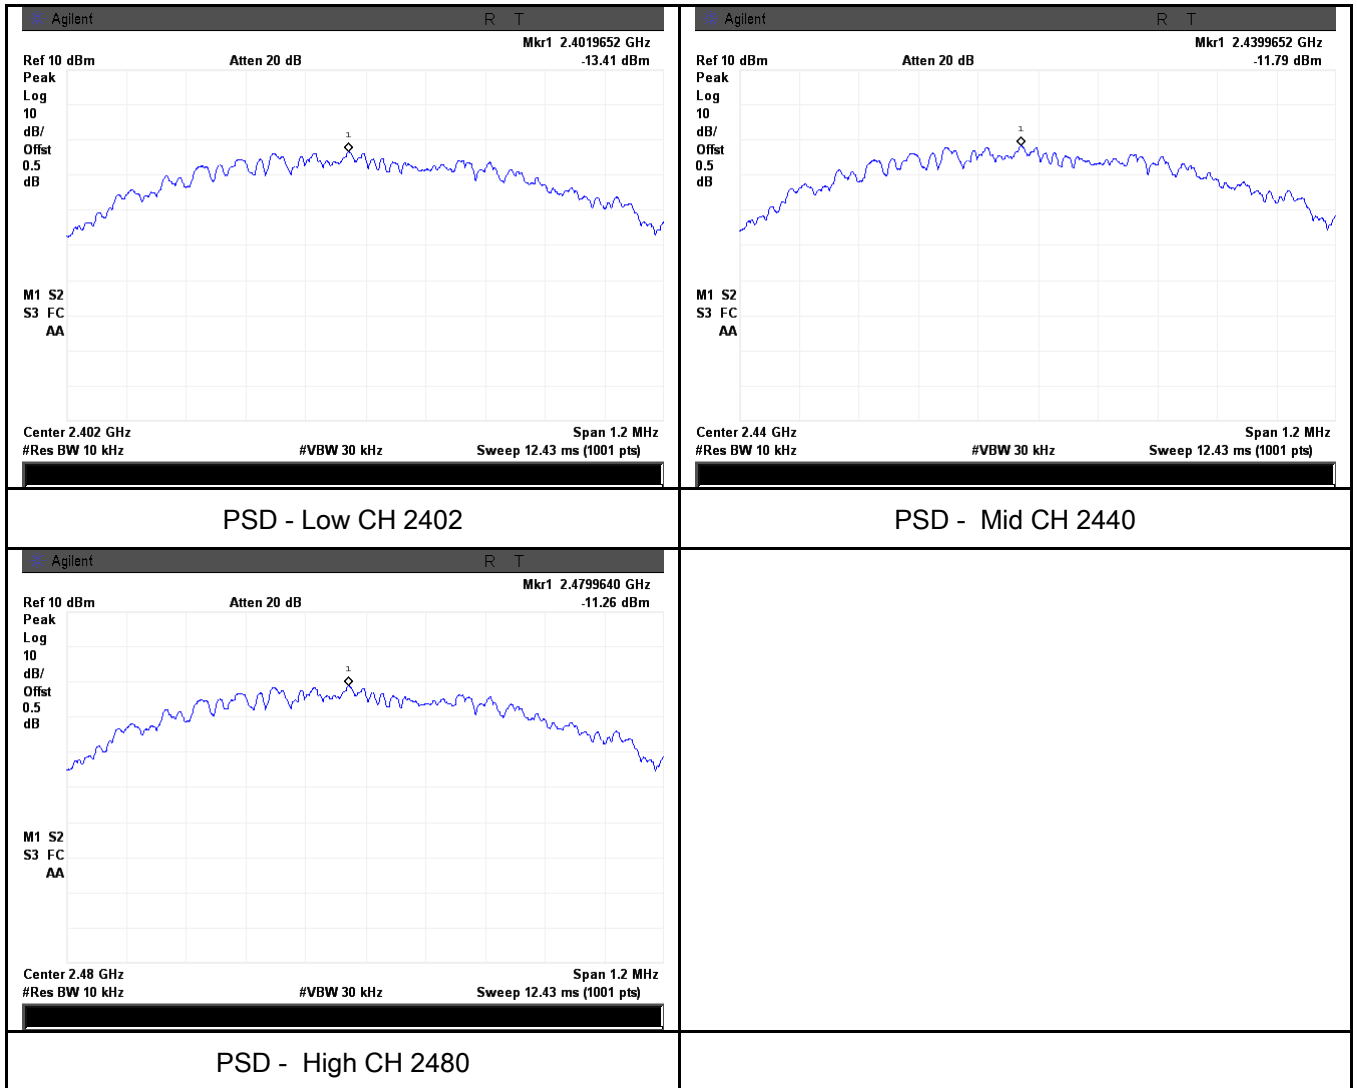 Agilent R T
Mkr1 2.4019652 GHz
Ref 10 dBm Atten 20 dB -13.41 dBm
Peak
Log
10
dB/
Offst
0.5
dB
1
M1 S2
S3 FC
AA
Center 2.402 GHz Span 1.2 MHz
#Res BW 10 kHz #VBW 30 kHz Sweep 12.43 ms (1001 pts)
PSD - Low CH 2402
Agilent R T
Mkr1 2.4399652 GHz
Ref 10 dBm Atten 20 dB -11.79 dBm
Peak
Log
10
dB/
Offst
0.5
dB
1
M1 S2
S3 FC
AA
Center 2.44 GHz Span 1.2 MHz
#Res BW 10 kHz #VBW 30 kHz Sweep 12.43 ms (1001 pts)
PSD - Mid CH 2440
Agilent R T
Mkr1 2.4799640 GHz
Ref 10 dBm Atten 20 dB -11.26 dBm
Peak
Log
10
dB/
Offst
0.5
dB
1
M1 S2
S3 FC
AA
Center 2.48 GHz Span 1.2 MHz
#Res BW 10 kHz #VBW 30 kHz Sweep 12.43 ms (1001 pts)
PSD - High CH 2480